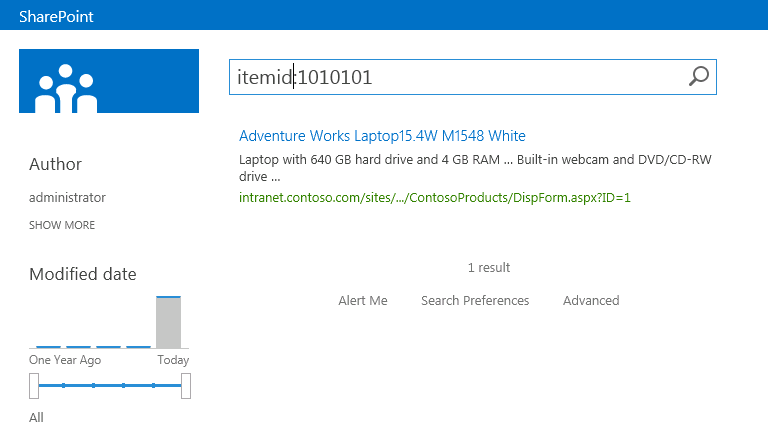 SharePoint
itemid:1010101
Adventure Works Laptop15.4W M1548 White
Laptop with 640 GB hard drive and 4 GB RAM ... Built-in webcam and DVD/CD-RW
drive ...
intranet.contoso.com/sites/.../ContosoProducts/DispForm.aspx?ID=1
1 result
Alert Me Search Preferences Advanced
Author
administrator
SHOW MORE
Modified date
One Year Ago Today
All